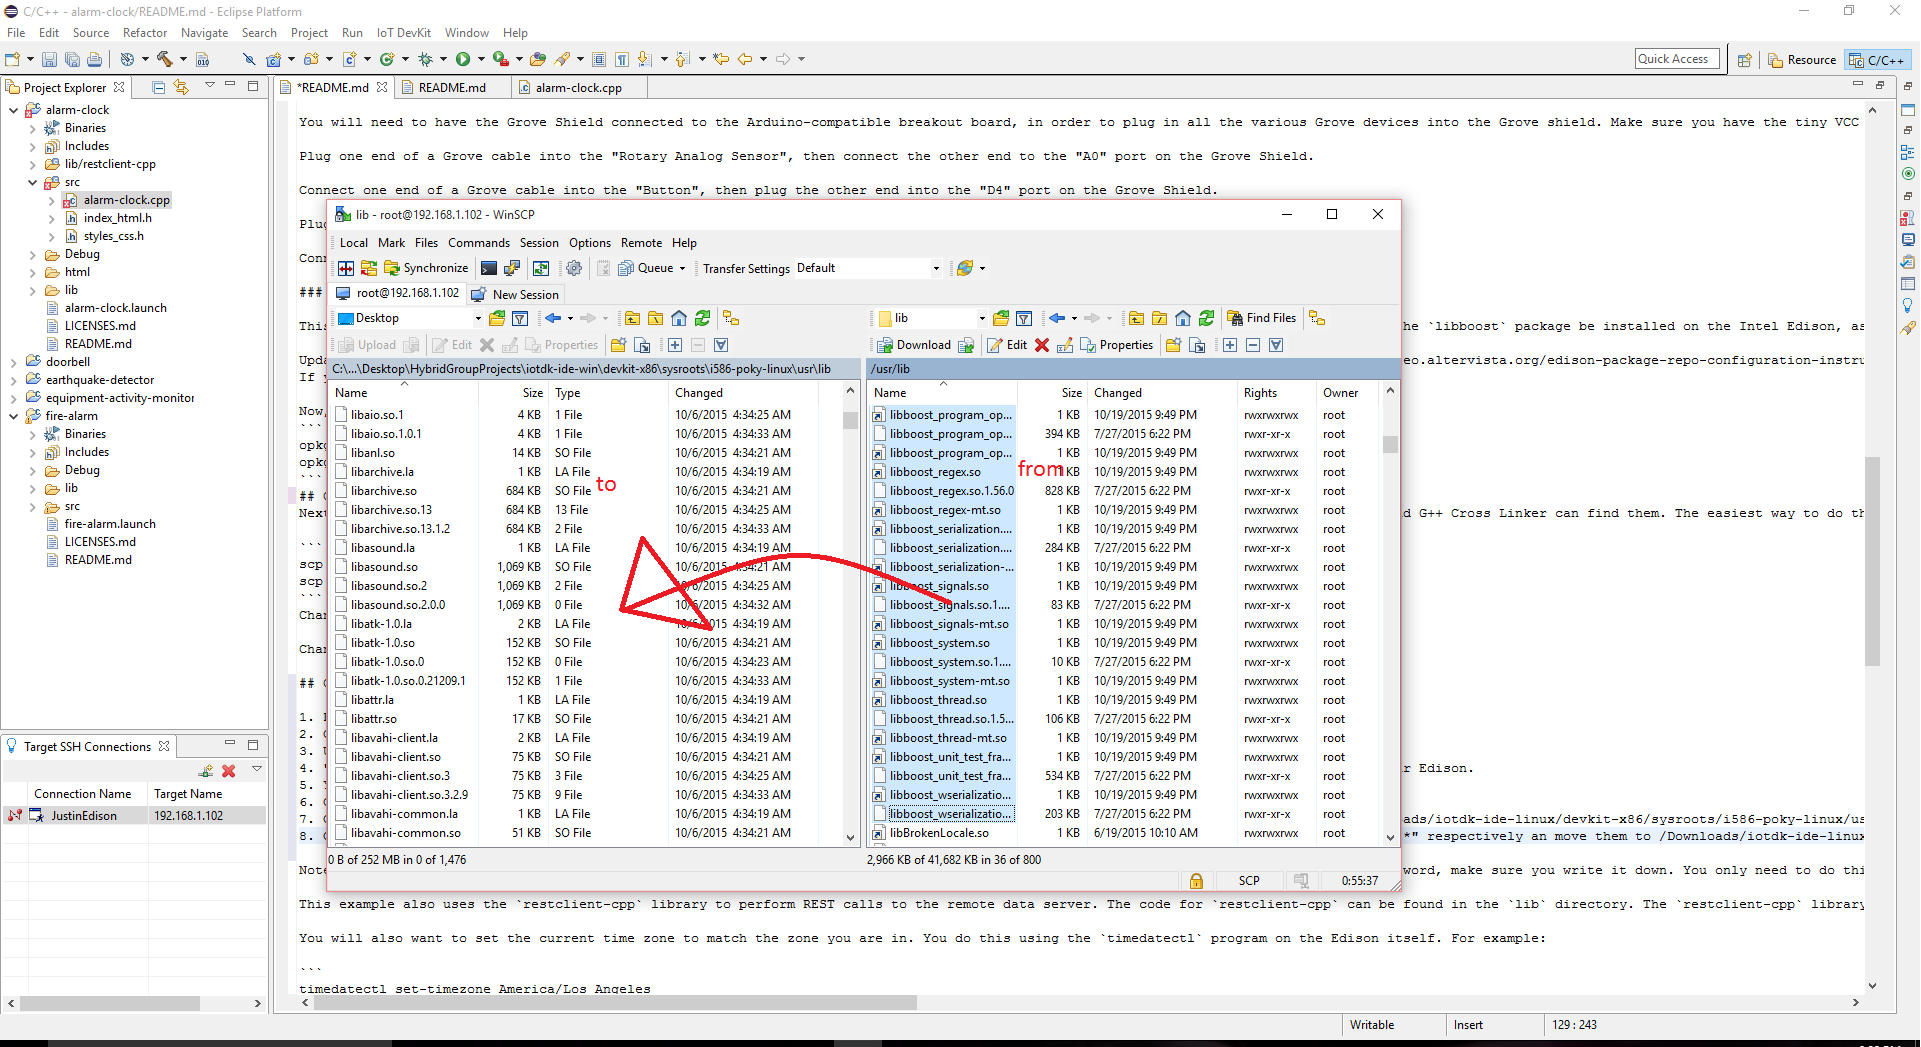 C/C++ - alarm-clock/README.md - Eclipse Platform
File Edit Source Refactor Navigate Search Project Run IoT DevKit Window Help
Quick Access
Resource
C/C++
Project Explorer
*README.md
README.md
alarm-clock.cpp
alarm-clock
Binaries
Includes
lib/restclient-cpp
src
alarm-clock.cpp
index_html.h
styles_css.h
Debug
html
lib
alarm-clock.launch
LICENSES.md
README.md
doorbell
earthquake-detector
equipment-activity-monitor
fire-alarm
Binaries
Includes
Debug
lib
src
fire-alarm.launch
LICENSES.md
README.md
Target SSH Connections
Connection Name Target Name
JustinEdison 192.168.1.102
You will need to have the Grove Shield connected to the Arduino-compatible breakout board, in order to plug in all the various Grove devices into the Grove shield. Make sure you have the tiny VCC
Plug one end of a Grove cable into the "Rotary Analog Sensor", then connect the other end to the "A0" port on the Grove Shield.
Connect one end of a Grove cable into the "Button", then plug the other end into the "D4" port on the Grove Shield.
Plug
Conn
###
This he `libboost` package be installed on the Intel Edison, as
Upda eo.altervista.org/edison-package-repo-configuration-instru
If y
Now,
```
opkg
opkg
```
## C
Next d G++ Cross Linker can find them. The easiest way to do th
```
scp
scp
```
Chan
Chan
## C
1.
2. C
3. U
4. " r Edison.
5. Y
6. C
7. C ads/iotdk-ide-linux/devkit-x86/sysroots/i586-poky-linux/us
8. C *" respectively an move them to /Downloads/iotdk-ide-linux
Note word, make sure you write it down. You only need to do thi
This example also uses the `restclient-cpp` library to perform REST calls to the remote data server. The code for `restclient-cpp` can be found in the `lib` directory. The `restclient-cpp` library
You will also want to set the current time zone to match the zone you are in. You do this using the `timedatectl` program on the Edison itself. For example:
```
timedatectl set-timezone America/Los_Angeles
Writable Insert 129 : 243
lib - root@192.168.1.102 - WinSCP
Local Mark Files Commands Session Options Remote Help
Synchronize Queue Transfer Settings Default
root@192.168.1.102 New Session
Desktop
Upload Edit Properties
C:\...\Desktop\HybridGroupProjects\iotdk-ide-win\devkit-x86\sysroots\i586-poky-linux\usr\lib
Name Size Type Changed
libaio.so.1 4 KB 1 File 10/6/2015 4:34:25 AM
libaio.so.1.0.1 4 KB 1 File 10/6/2015 4:34:33 AM
libanl.so 14 KB SO File 10/6/2015 4:34:21 AM
libarchive.la 1 KB LA File 10/6/2015 4:34:19 AM
libarchive.so 684 KB SO File 10/6/2015 4:34:21 AM
libarchive.so.13 684 KB 13 File 10/6/2015 4:34:25 AM
libarchive.so.13.1.2 684 KB 2 File 10/6/2015 4:34:33 AM
libasound.la 1 KB LA File 10/6/2015 4:34:19 AM
libasound.so 1,069 KB SO File 10/6/2015 4:34:21 AM
libasound.so.2 1,069 KB 2 File 10/6/2015 4:34:25 AM
libasound.so.2.0.0 1,069 KB 0 File 10/6/2015 4:34:32 AM
libatk-1.0.la 2 KB LA File 10/6/2015 4:34:19 AM
libatk-1.0.so 152 KB SO File 10/6/2015 4:34:21 AM
libatk-1.0.so.0 152 KB 0 File 10/6/2015 4:34:23 AM
libatk-1.0.so.0.21209.1 152 KB 1 File 10/6/2015 4:34:33 AM
libattr.la 1 KB LA File 10/6/2015 4:34:19 AM
libattr.so 17 KB SO File 10/6/2015 4:34:21 AM
libavahi-client.la 2 KB LA File 10/6/2015 4:34:19 AM
libavahi-client.so 75 KB SO File 10/6/2015 4:34:21 AM
libavahi-client.so.3 75 KB 3 File 10/6/2015 4:34:25 AM
libavahi-client.so.3.2.9 75 KB 9 File 10/6/2015 4:34:33 AM
libavahi-common.la 1 KB LA File 10/6/2015 4:34:19 AM
libavahi-common.so 51 KB SO File 10/6/2015 4:34:21 AM
0 B of 252 MB in 0 of 1,476
to
lib
Find Files
Download Edit Properties
/usr/lib
Name Size Changed Rights Owner
libboost_program_op... 1 KB 10/19/2015 9:49 PM rwxrwxrwx root
libboost_program_op... 394 KB 7/27/2015 6:22 PM rwxr-xr-x root
libboost_program_op... 1 KB 10/19/2015 9:49 PM rwxrwxrwx root
libboost_regex.so 1 KB 10/19/2015 9:49 PM rwxrwxrwx root
libboost_regex.so.1.56.0 828 KB 7/27/2015 6:22 PM rwxr-xr-x root
libboost_regex-mt.so 1 KB 10/19/2015 9:49 PM rwxrwxrwx root
libboost_serialization.... 1 KB 10/19/2015 9:49 PM rwxrwxrwx root
libboost_serialization.... 284 KB 7/27/2015 6:22 PM rwxr-xr-x root
libboost_serialization-... 1 KB 10/19/2015 9:49 PM rwxrwxrwx root
libboost_signals.so 1 KB 10/19/2015 9:49 PM rwxrwxrwx root
libboost_signals.so.1.... 83 KB 7/27/2015 6:22 PM rwxr-xr-x root
libboost_signals-mt.so 1 KB 10/19/2015 9:49 PM rwxrwxrwx root
libboost_system.so 1 KB 10/19/2015 9:49 PM rwxrwxrwx root
libboost_system.so.1.... 10 KB 7/27/2015 6:22 PM rwxr-xr-x root
libboost_system-mt.so 1 KB 10/19/2015 9:49 PM rwxrwxrwx root
libboost_thread.so 1 KB 10/19/2015 9:49 PM rwxrwxrwx root
libboost_thread.so.1.5... 106 KB 7/27/2015 6:22 PM rwxr-xr-x root
libboost_thread-mt.so 1 KB 10/19/2015 9:49 PM rwxrwxrwx root
libboost_unit_test_fra... 1 KB 10/19/2015 9:49 PM rwxrwxrwx root
libboost_unit_test_fra... 534 KB 7/27/2015 6:22 PM rwxr-xr-x root
libboost_wserializatio... 1 KB 10/19/2015 9:49 PM rwxrwxrwx root
libboost_wserializatio... 203 KB 7/27/2015 6:22 PM rwxr-xr-x root
libBrokenLocale.so 1 KB 6/19/2015 10:10 AM rwxrwxrwx root
2,966 KB of 41,682 KB in 36 of 800
from
SCP 0:55:37